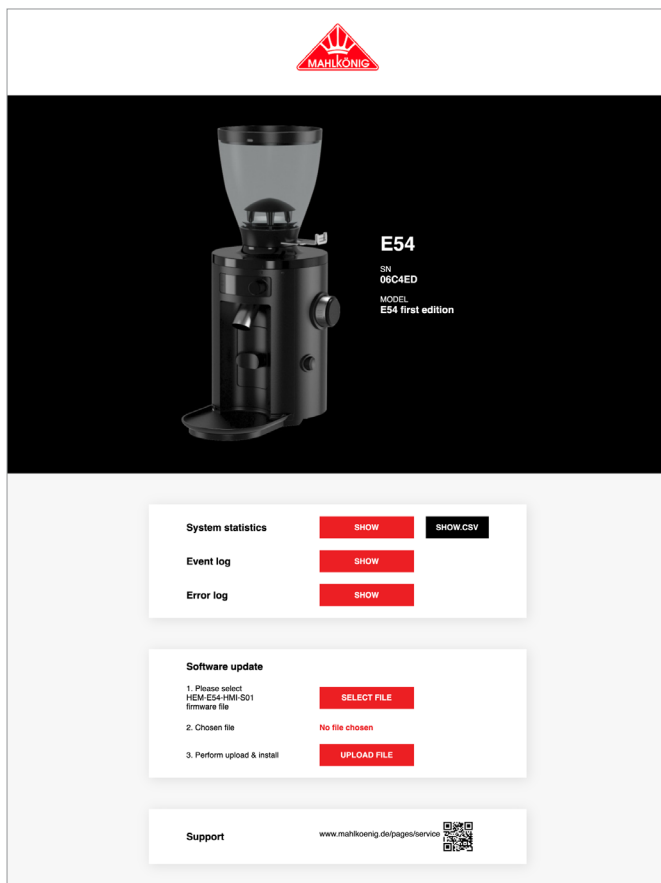 MAHLKÖNIG
E54
SN
06C4ED
MODEL
E54 first edition
System statistics
SHOW
SHOW.CSV
Event log
SHOW
Error log
SHOW
Software update
1. Please select
HEM-E54-HMI-S01
firmware file
SELECT FILE
2. Chosen file
No file chosen
3. Perform upload & install
UPLOAD FILE
Support
www.mahlkoenig.de/pages/service